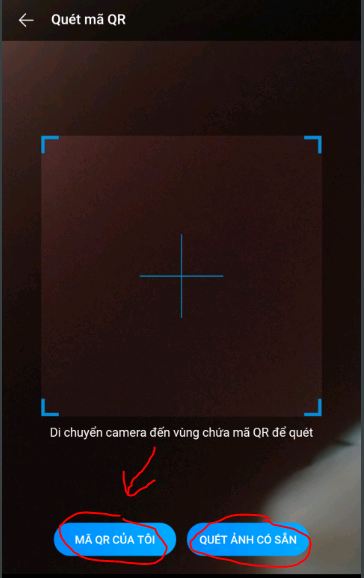 Quét mã QR
Di chuyển camera đến vùng chứa mã QR để quét
MÃ QR CỦA TÔI
QUÉT ẢNH CÓ SẴN